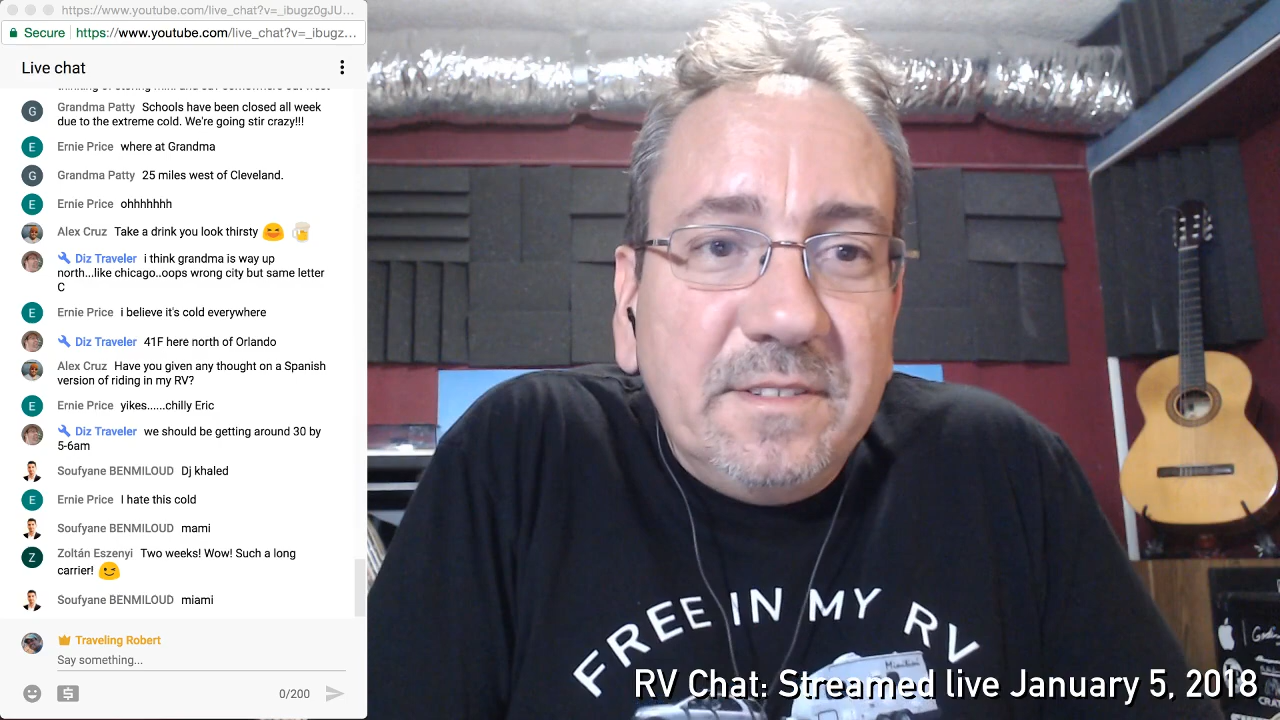 https://www.youtube.com/live_chat?v=_ibugz0gJU...
Secure https://www.youtube.com/live_chat?v=_ibugz...
Live chat
Grandma Patty Schools have been closed all week
due to the extreme cold. We're going stir crazy!!!
Ernie Price where at Grandma
Grandma Patty 25 miles west of Cleveland.
Ernie Price ohhhhhhh
Alex Cruz Take a drink you look thirsty 😆 🍺
Diz Traveler i think grandma is way up
north...like chicago..oops wrong city but same letter
C
Ernie Price i believe it's cold everywhere
Diz Traveler 41F here north of Orlando
Alex Cruz Have you given any thought on a Spanish
version of riding in my RV?
Ernie Price yikes......chilly Eric
Diz Traveler we should be getting around 30 by
5-6am
Soufyane BENMILOUD Dj khaled
Ernie Price I hate this cold
Soufyane BENMILOUD mami
Zoltán Eszenyi Two weeks! Wow! Such a long
carrier! 😉
Soufyane BENMILOUD miami
Traveling Robert
Say something...
0/200
FREE IN MY RV
RV Chat: Streamed live January 5, 2018